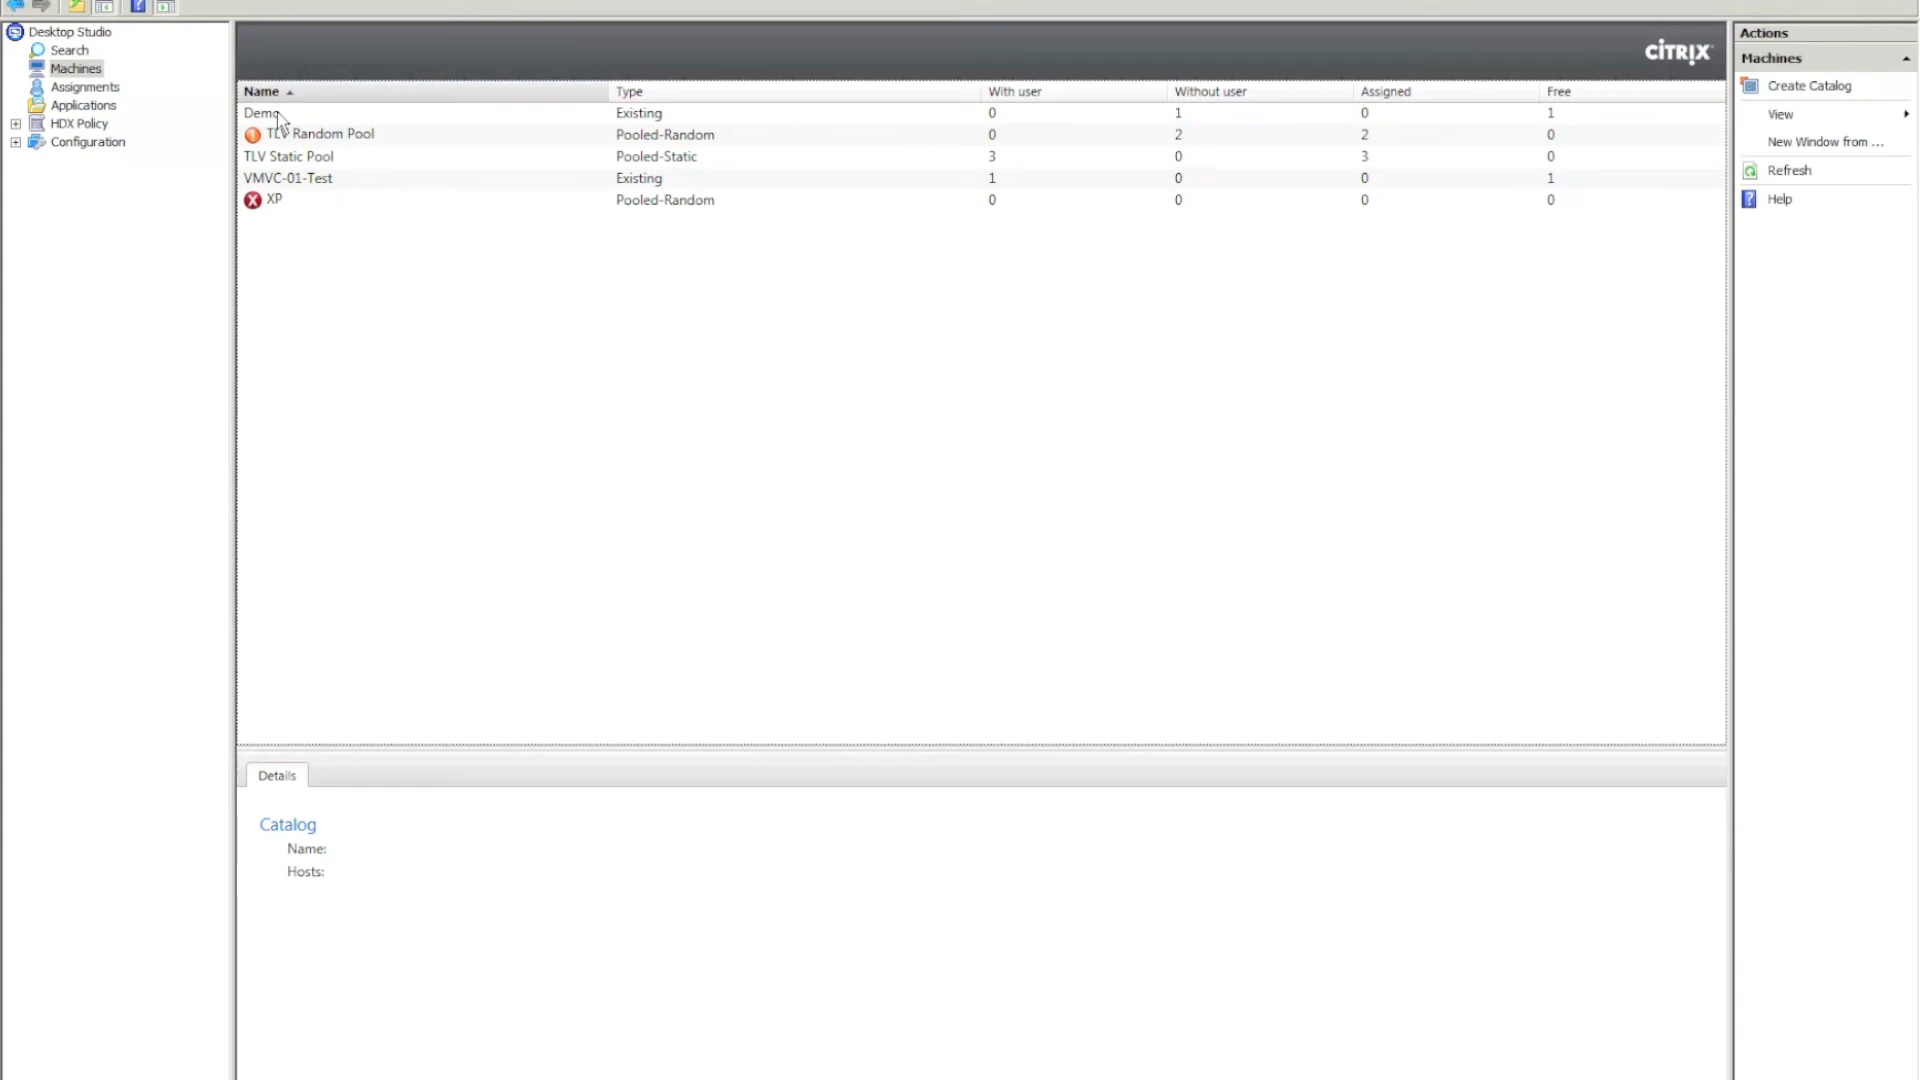 Desktop Studio
Search
Machines
Assignments
Applications
HDX Policy
Configuration
CITRIX
Name Type With user Without user Assigned Free
Demo Existing 0 1 0 1
TLV Random Pool Pooled-Random 0 2 2 0
TLV Static Pool Pooled-Static 3 0 3 0
VMVC-01-Test Existing 1 0 0 1
XP Pooled-Random 0 0 0 0
Details
Catalog
Name:
Hosts:
Actions
Machines
Create Catalog
View
New Window from ...
Refresh
Help